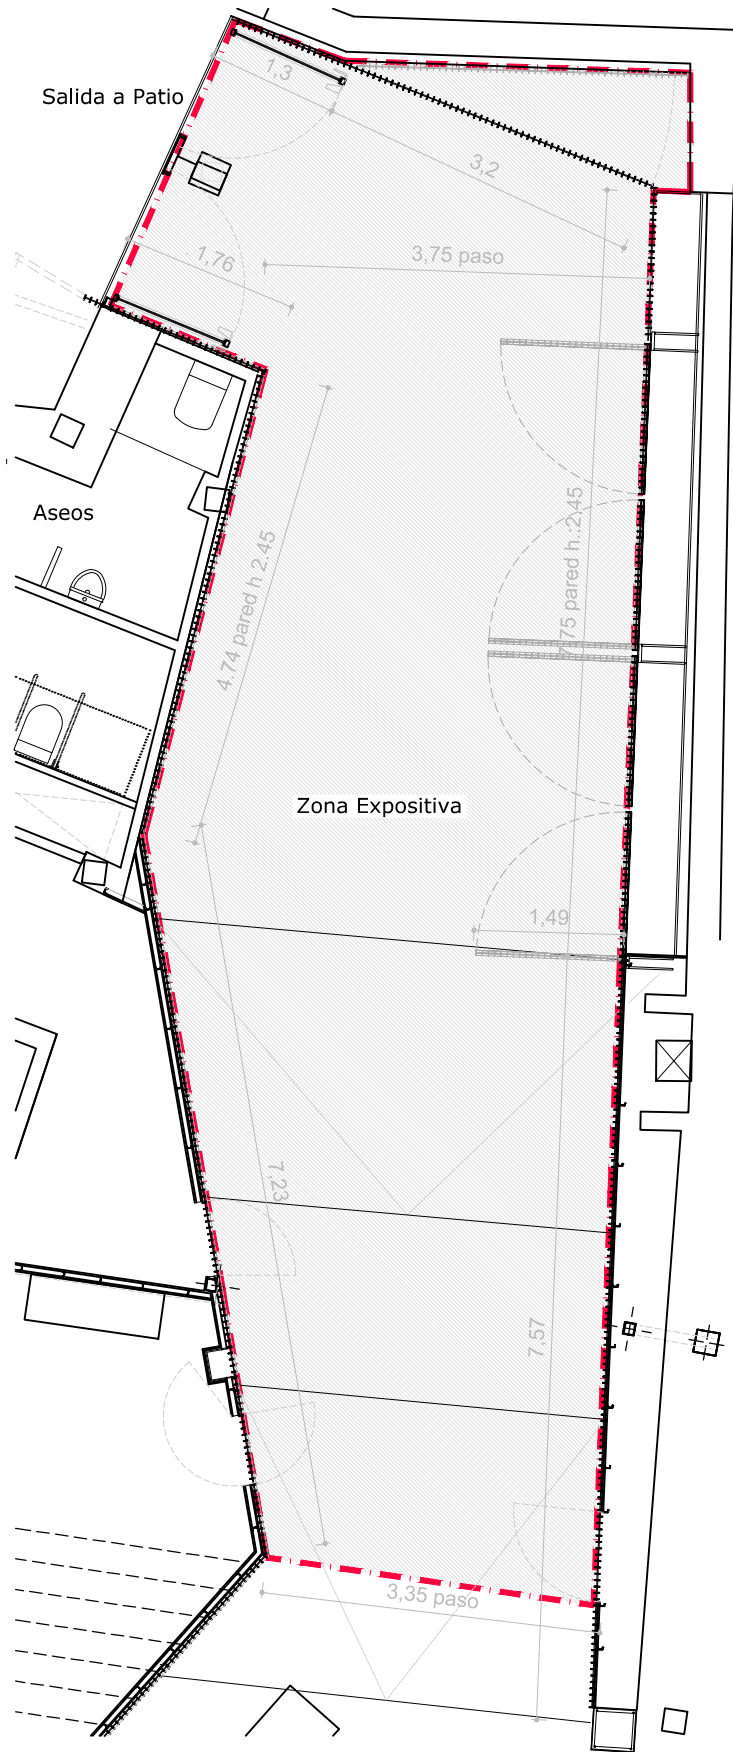 1,3
Salida a Patio
3,2
1,76
3,75 paso
Aseos
4.74 pared h 2.45
7.75 pared h..:2.45
Zona Expositiva
1,49
7,23
7,57
3,35 paso